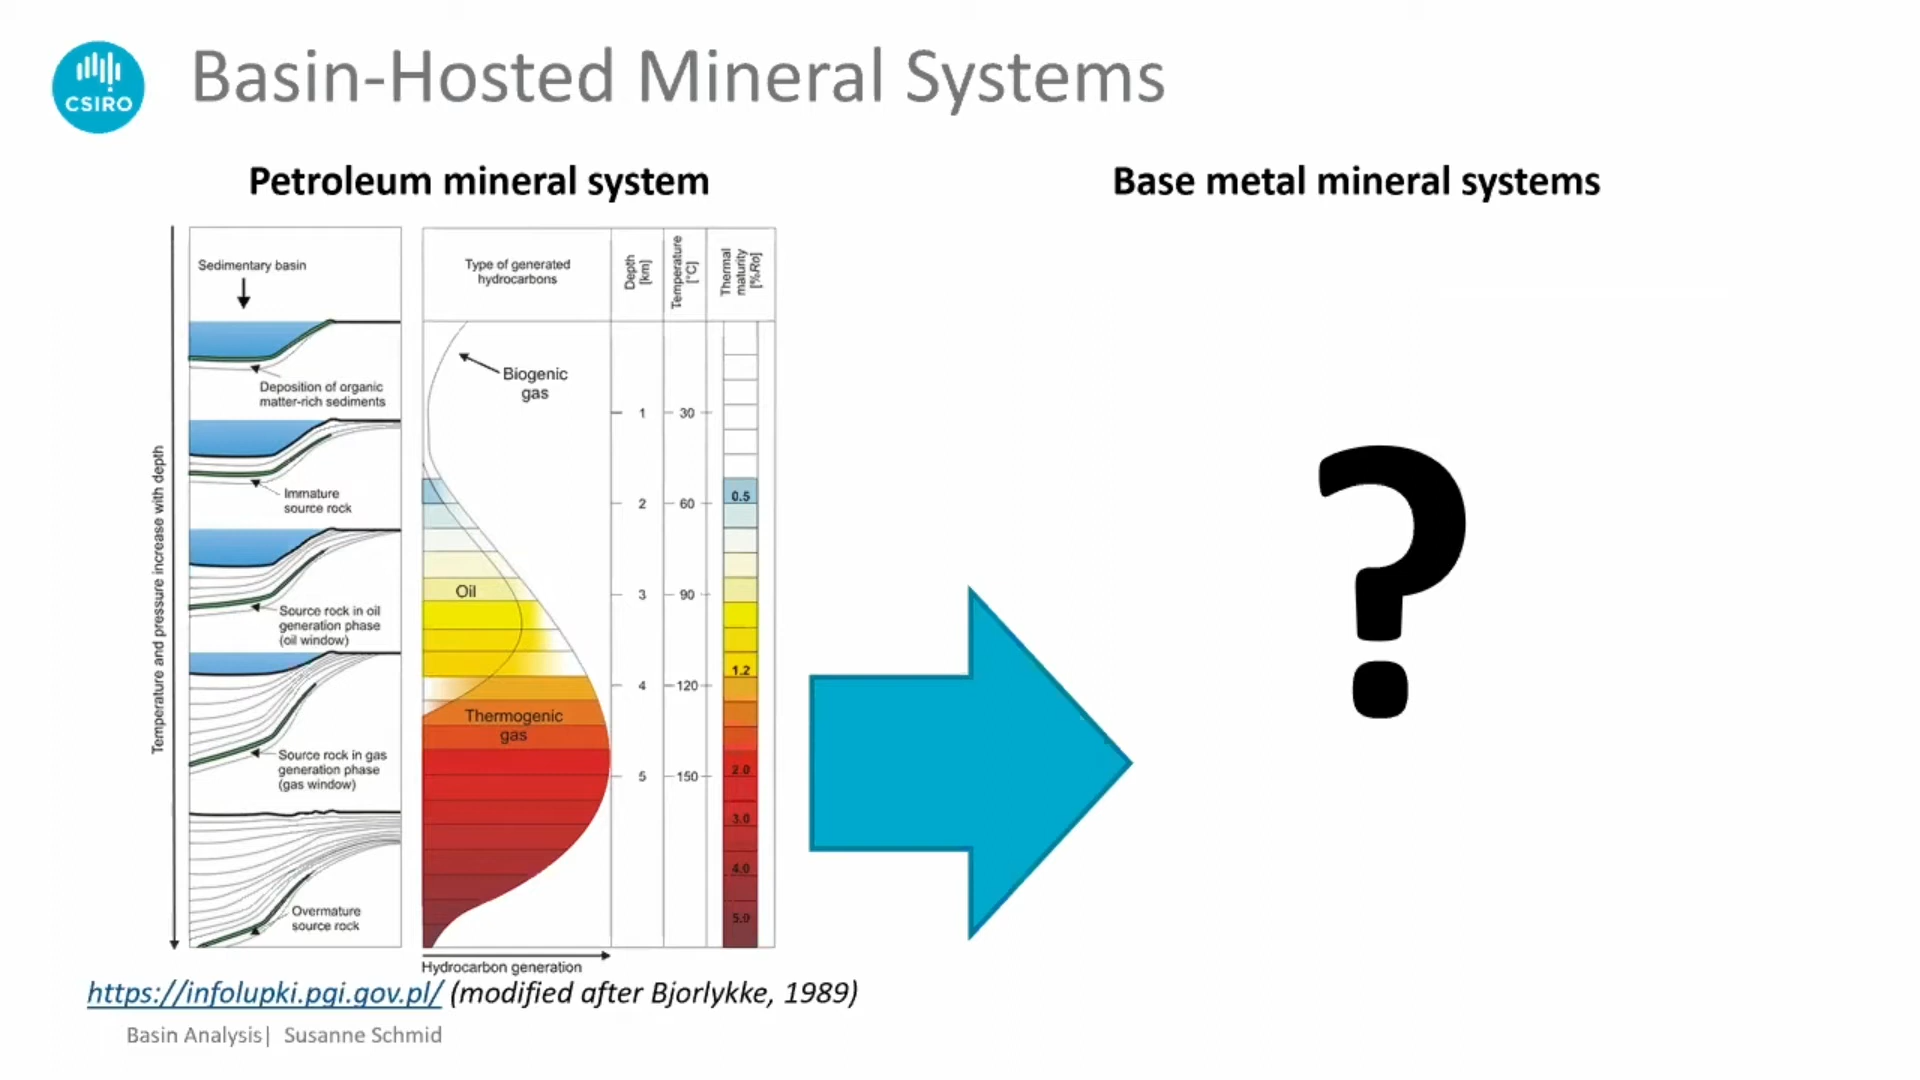 CSIRO
Basin-Hosted Mineral Systems
Petroleum mineral system
Base metal mineral systems
Temperature and pressure increase with depth
Sedimentary basin
Deposition of organic
matter-rich sediments
Immature
source rock
Source rock in oil
generation phase
(oil window)
Source rock in gas
generation phase
(gas window)
Overmature
source rock
Type of generated
hydrocarbons
Depth
[km]
Temperature
[°C]
Thermal
maturity
[%Ro]
Biogenic
gas
Oil
Thermogenic
gas
1
30
2
60
0.5
3
90
1.2
4
120
2.0
5
150
3.0
4.0
5.0
Hydrocarbon generation
?
https://infolupki.pgi.gov.pl/ (modified after Bjorlykke, 1989)
Basin Analysis| Susanne Schmid